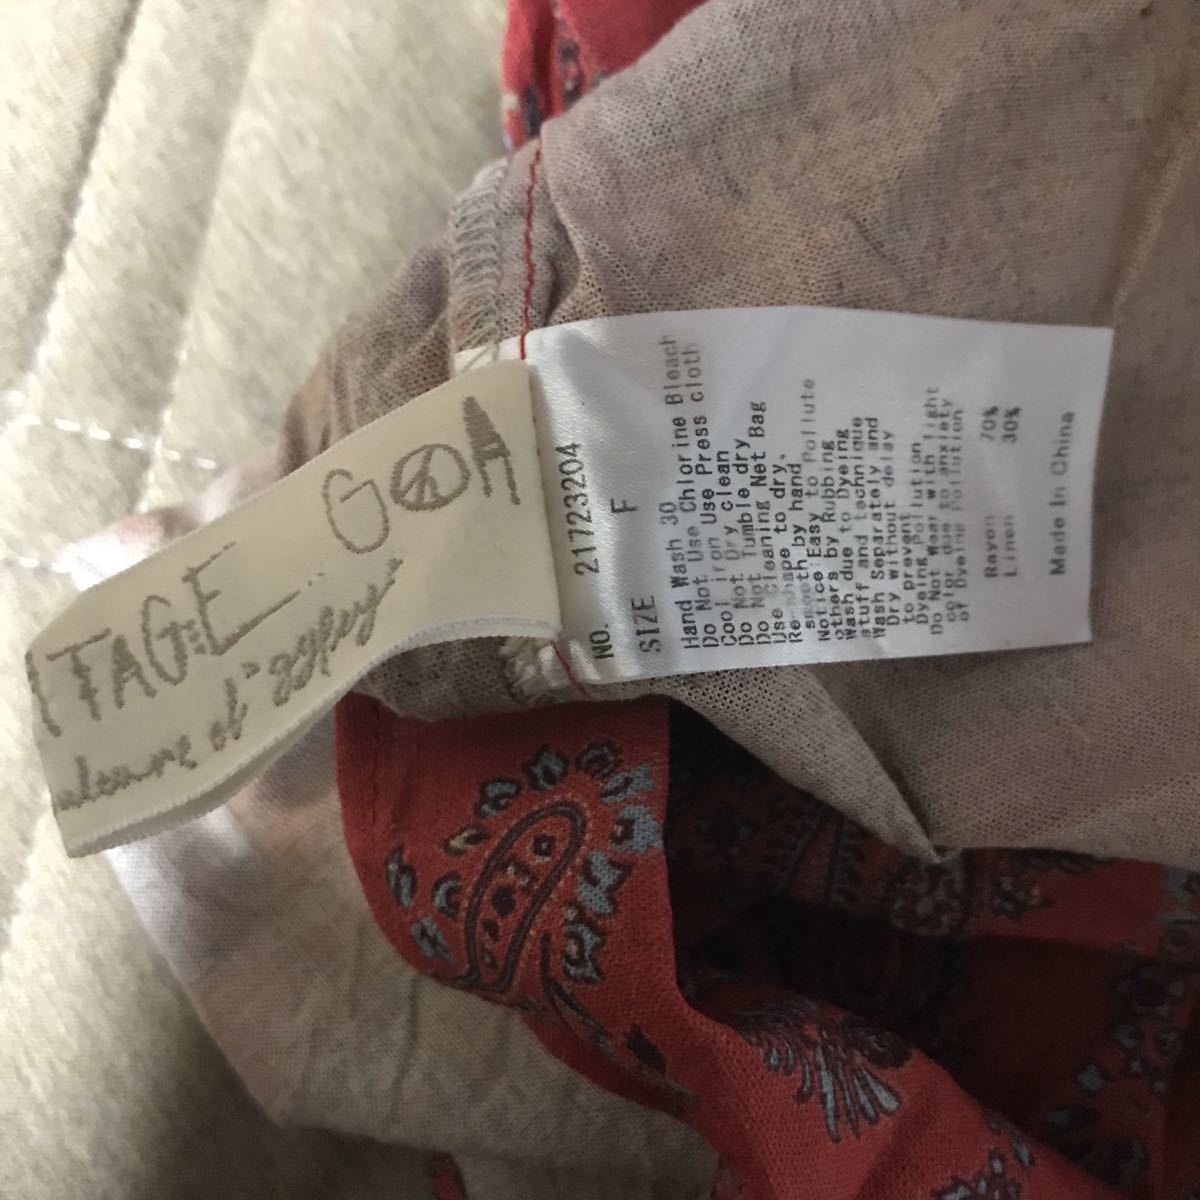 TAGE
of
NO. 21723204
SIZE F
Hand Wash 30
Do Not Use Chlorine Bleach
Cool iron Use Press cloth
Do Not Dry clean
Do Not Tumble dry
Use Cleaning Net Bag
Reshape to dry.
smooth by hand
Notice:Easy to Pollute
Others by Rubbing
Wash due to Dyeing
stuff and technique
Wash Separately and
Dry without delay
to prevent
Dyeing Pollution
Do Not Wear with light
color due to anxiety
of Dyeing Pollution
Rayon 70%
Linen 30%
Made In China